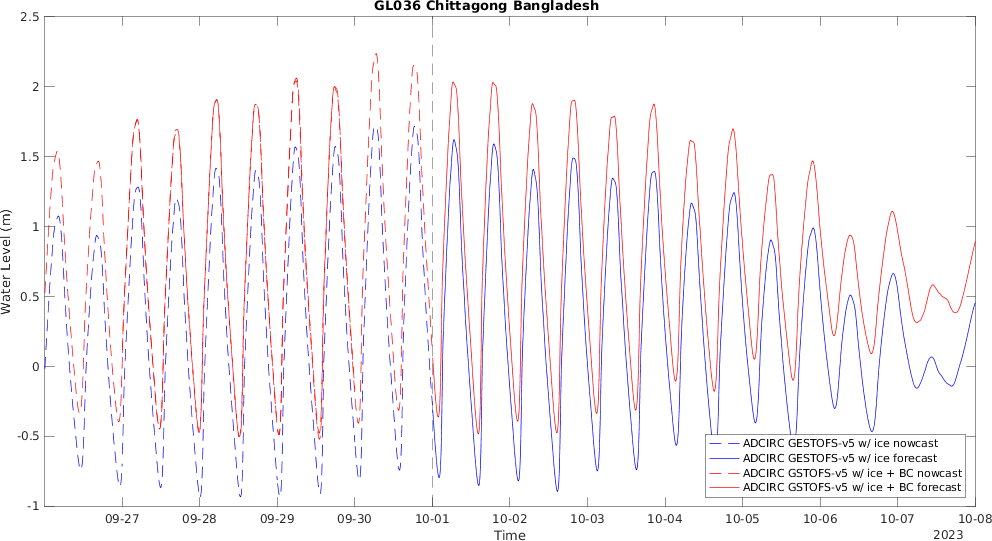 GL036 Chittagong Bangladesh
2.5
2
1.5
1
0.5
0
-0.5
-1
Water Level (m)
ADCIRC GESTOFS-v5 w/ ice nowcast
ADCIRC GESTOFS-v5 w/ ice forecast
ADCIRC GSTOFS-v5 w/ ice + BC nowcast
ADCIRC GSTOFS-v5 w/ ice + BC forecast
09-27 09-28 09-29 09-30 10-01 10-02 10-03 10-04 10-05 10-06 10-07 10-08
Time
2023